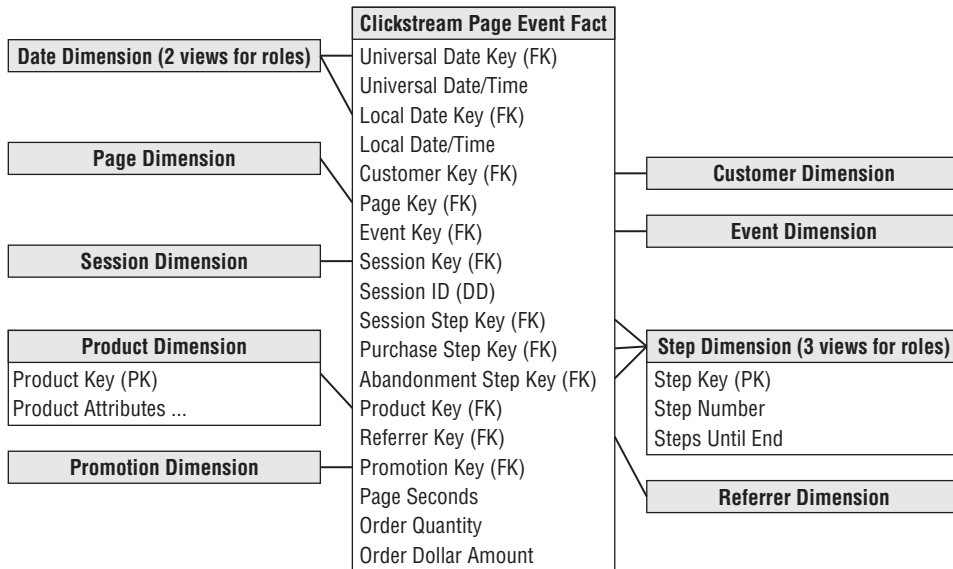 Clickstream Page Event Fact
Universal Date Key (FK)
Universal Date/Time
Local Date Key (FK)
Local Date/Time
Customer Key (FK)
Page Key (FK)
Event Key (FK)
Session Key (FK)
Session ID (DD)
Session Step Key (FK)
Purchase Step Key (FK)
Abandonment Step Key (FK)
Product Key (FK)
Referrer Key (FK)
Promotion Key (FK)
Page Seconds
Order Quantity
Order Dollar Amount
Date Dimension (2 views for roles)
Page Dimension
Session Dimension
Product Dimension
Product Key (PK)
Product Attributes ...
Promotion Dimension
Customer Dimension
Event Dimension
Step Dimension (3 views for roles)
Step Key (PK)
Step Number
Steps Until End
Referrer Dimension